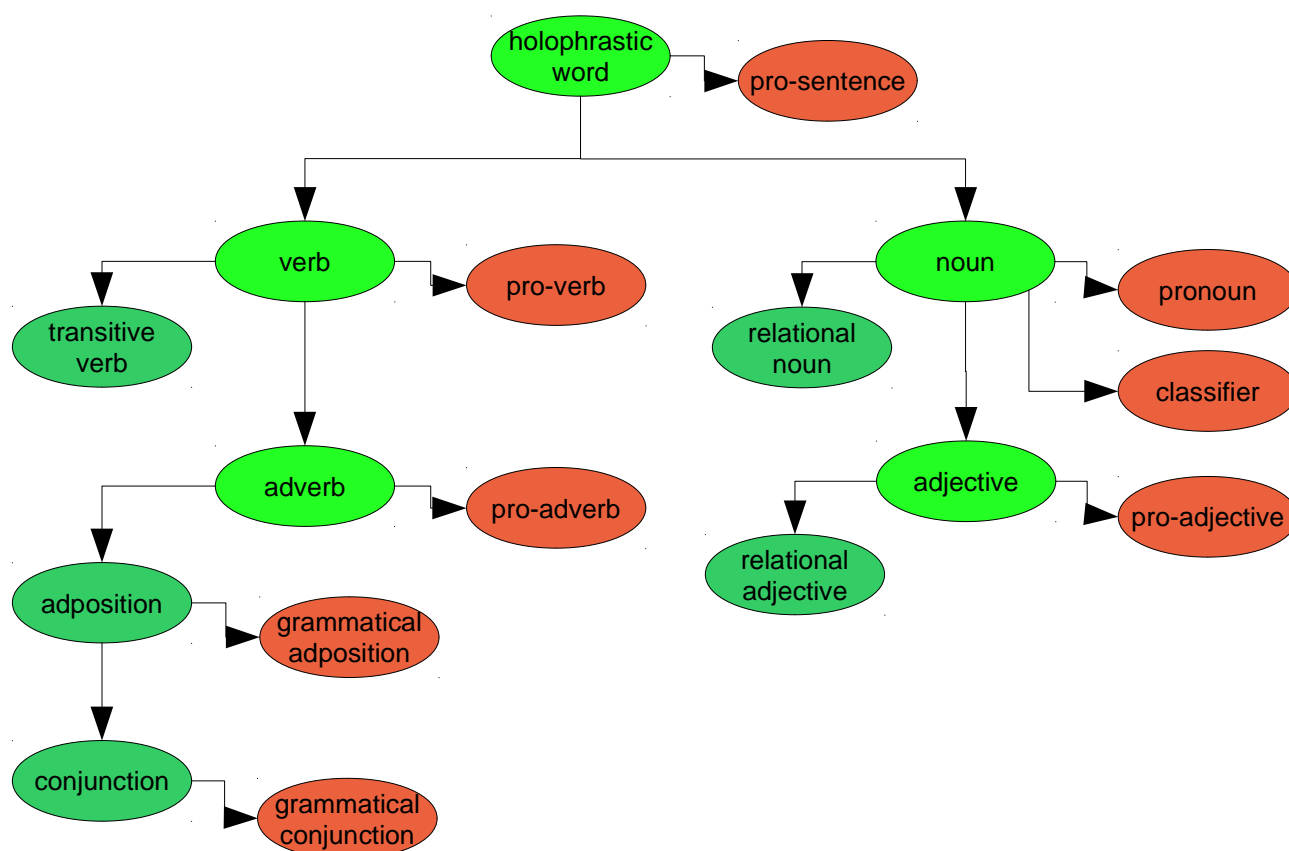 holophrastic
word
pro-sentence
verb
pro-verb
noun
pronoun
transitive
verb
relational
noun
classifier
adverb
pro-adverb
adjective
pro-adjective
relational
adjective
adposition
grammatical
adposition
conjunction
grammatical
conjunction